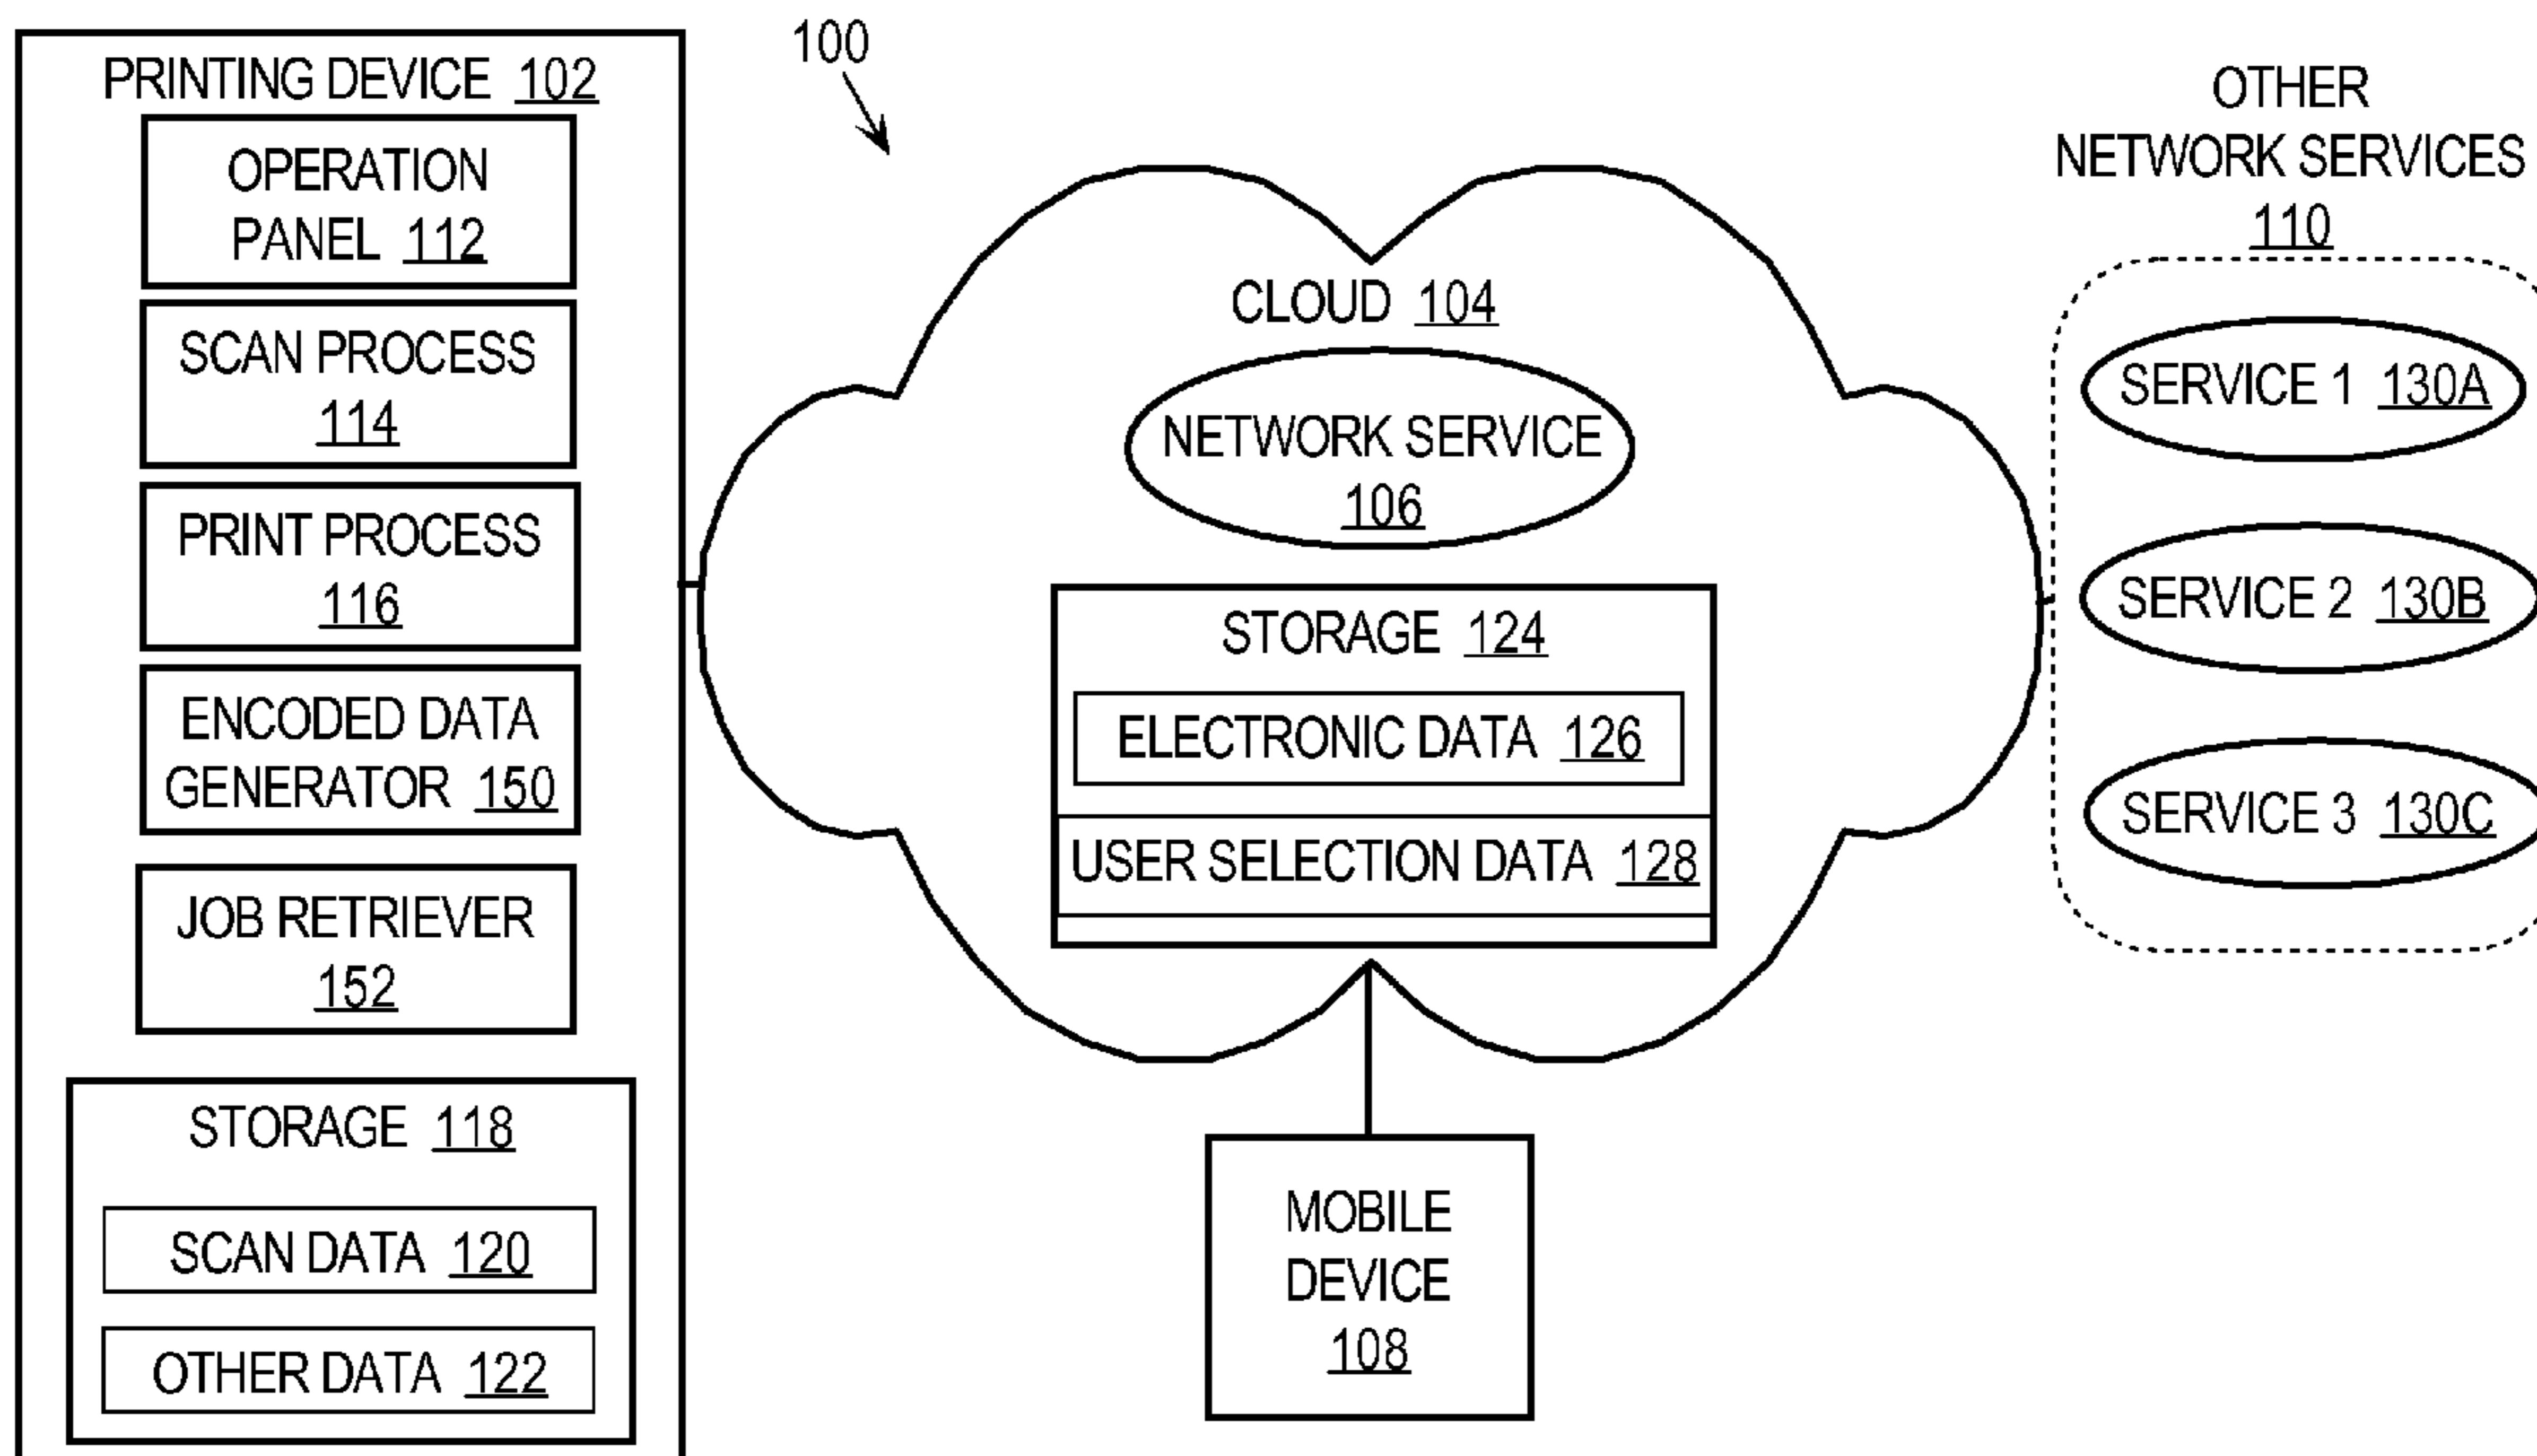 100
PRINTING DEVICE 102
OPERATION
PANEL 112
SCAN PROCESS
114
PRINT PROCESS
116
ENCODED DATA
GENERATOR 150
JOB RETRIEVER
152
STORAGE 118
SCAN DATA 120
OTHER DATA 122
CLOUD 104
NETWORK SERVICE
106
STORAGE 124
ELECTRONIC DATA 126
USER SELECTION DATA 128
MOBILE
DEVICE
108
OTHER
NETWORK SERVICES
110
SERVICE 1 130A
SERVICE 2 130B
SERVICE 3 130C